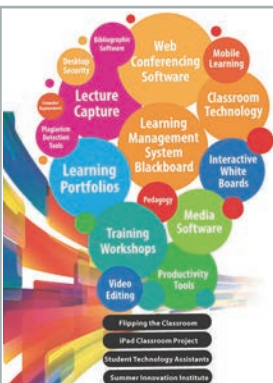 Bibliographic
Software
Desktop
Security
Web
Conferencing
Software
Mobile
Learning
Lecture
Capture
Classroom
Technology
Plagiarism
Detection
Tools
Learning
Management
System
Blackboard
Learning
Portfolios
Interactive
White
Boards
Pedagogy
Media
Software
Training
Workshops
Video
Editing
Productivity
Tools
Flipping the Classroom
iPad Classroom Project
Student Technology Assistants
Summer Innovation Institute